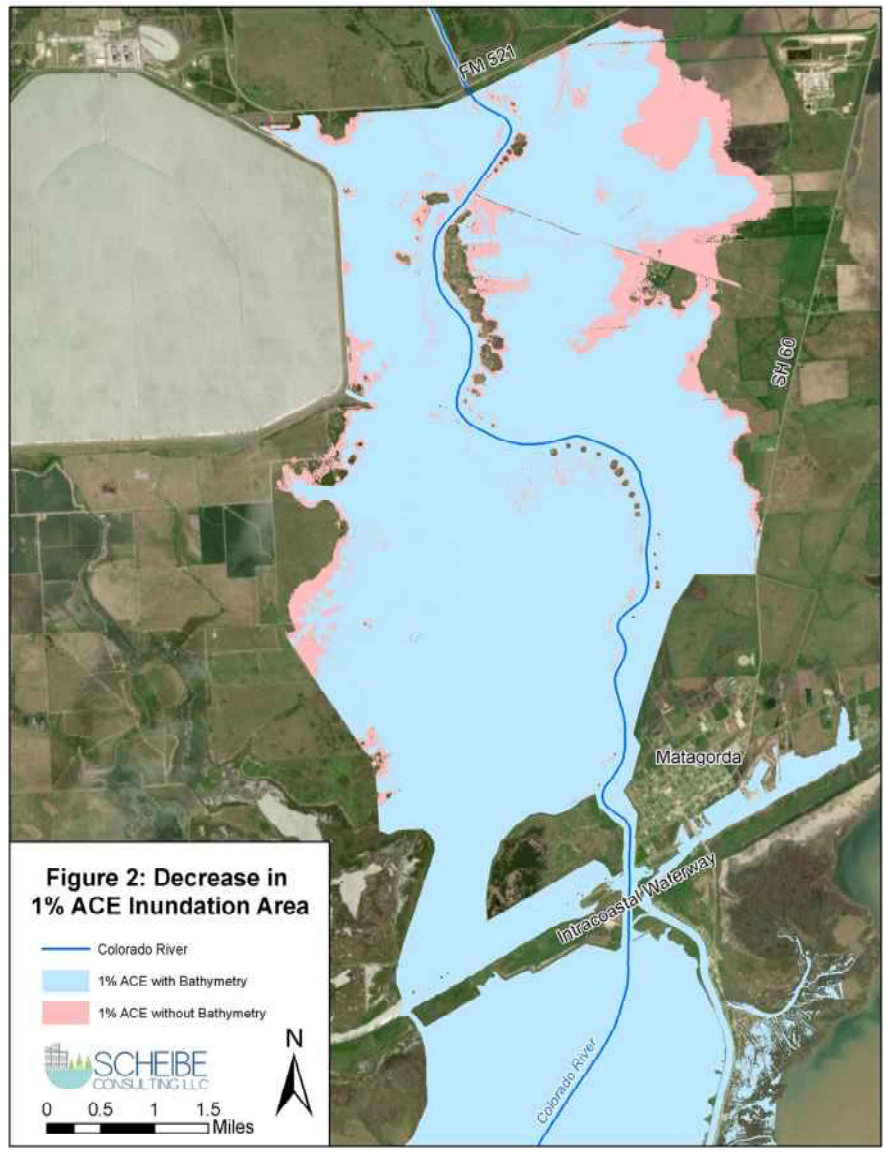 FM 521
SH 60
Matagorda
Intracoastal Waterway
Colorado River
Figure 2: Decrease in
1% ACE Inundation Area
Colorado River
1% ACE with Bathymetry
1% ACE without Bathymetry
SCHEIBE
CONSULTING LLC
N
0 0.5 1 1.5
Miles